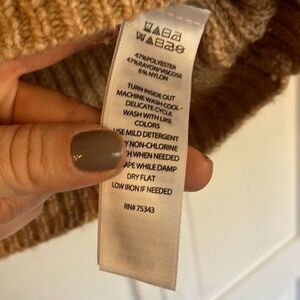 47%POLYESTER
47%RAYON/VISCOSE
6% NYLON
TURN INSIDE OUT
MACHINE WASH COOL -
DELICATE CYCLE
WASH WITH LIKE
COLORS
USE MILD DETERGENT
Y NON-CHLORINE
H WHEN NEEDED
APE WHILE DAMP
DRY FLAT
LOW IRON IF NEEDED
RN# 75343